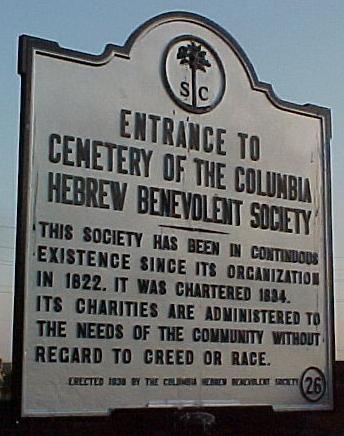 S C
ENTRANCE TO
CEMETERY OF THE COLUMBIA
HEBREW BENEVOLENT SOCIETY
THIS SOCIETY HAS BEEN IN CONTINUOUS
EXISTENCE SINCE ITS ORGANIZATION
IN 1822. IT WAS CHARTERED 1834.
ITS CHARITIES ARE ADMINISTERED TO
THE NEEDS OF THE COMMUNITY WITHOUT
REGARD TO CREED OR RACE.
ERECTED 1938 BY THE COLUMBIA HEBREW BENEVOLENT SOCIETY 26